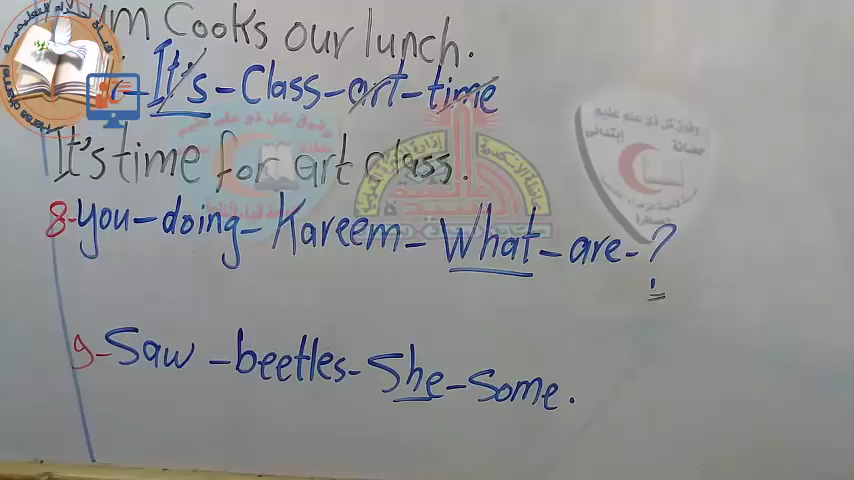 um Cooks our lunch.
It's - Class - art - time
It's time for art class.
8- you - doing - Kareem - What - are - ?
9- Saw - beetles - She - Some.